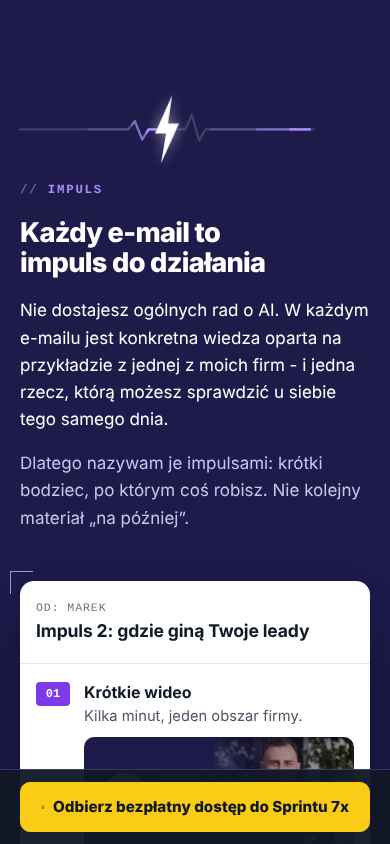 // IMPULS
Każdy e-mail to
impuls do działania
Nie dostajesz ogólnych rad o AI. W każdym
e-mailu jest konkretna wiedza oparta na
przykładzie z jednej z moich firm - i jedna
rzecz, którą możesz sprawdzić u siebie
tego samego dnia.
Dlatego nazywam je impulsami: krótki
bodziec, po którym coś robisz. Nie kolejny
materiał „na później”.
OD: MAREK
Impuls 2: gdzie giną Twoje leady
01 Krótkie wideo
Kilka minut, jeden obszar firmy.
Odbierz bezpłatny dostęp do Sprintu 7x